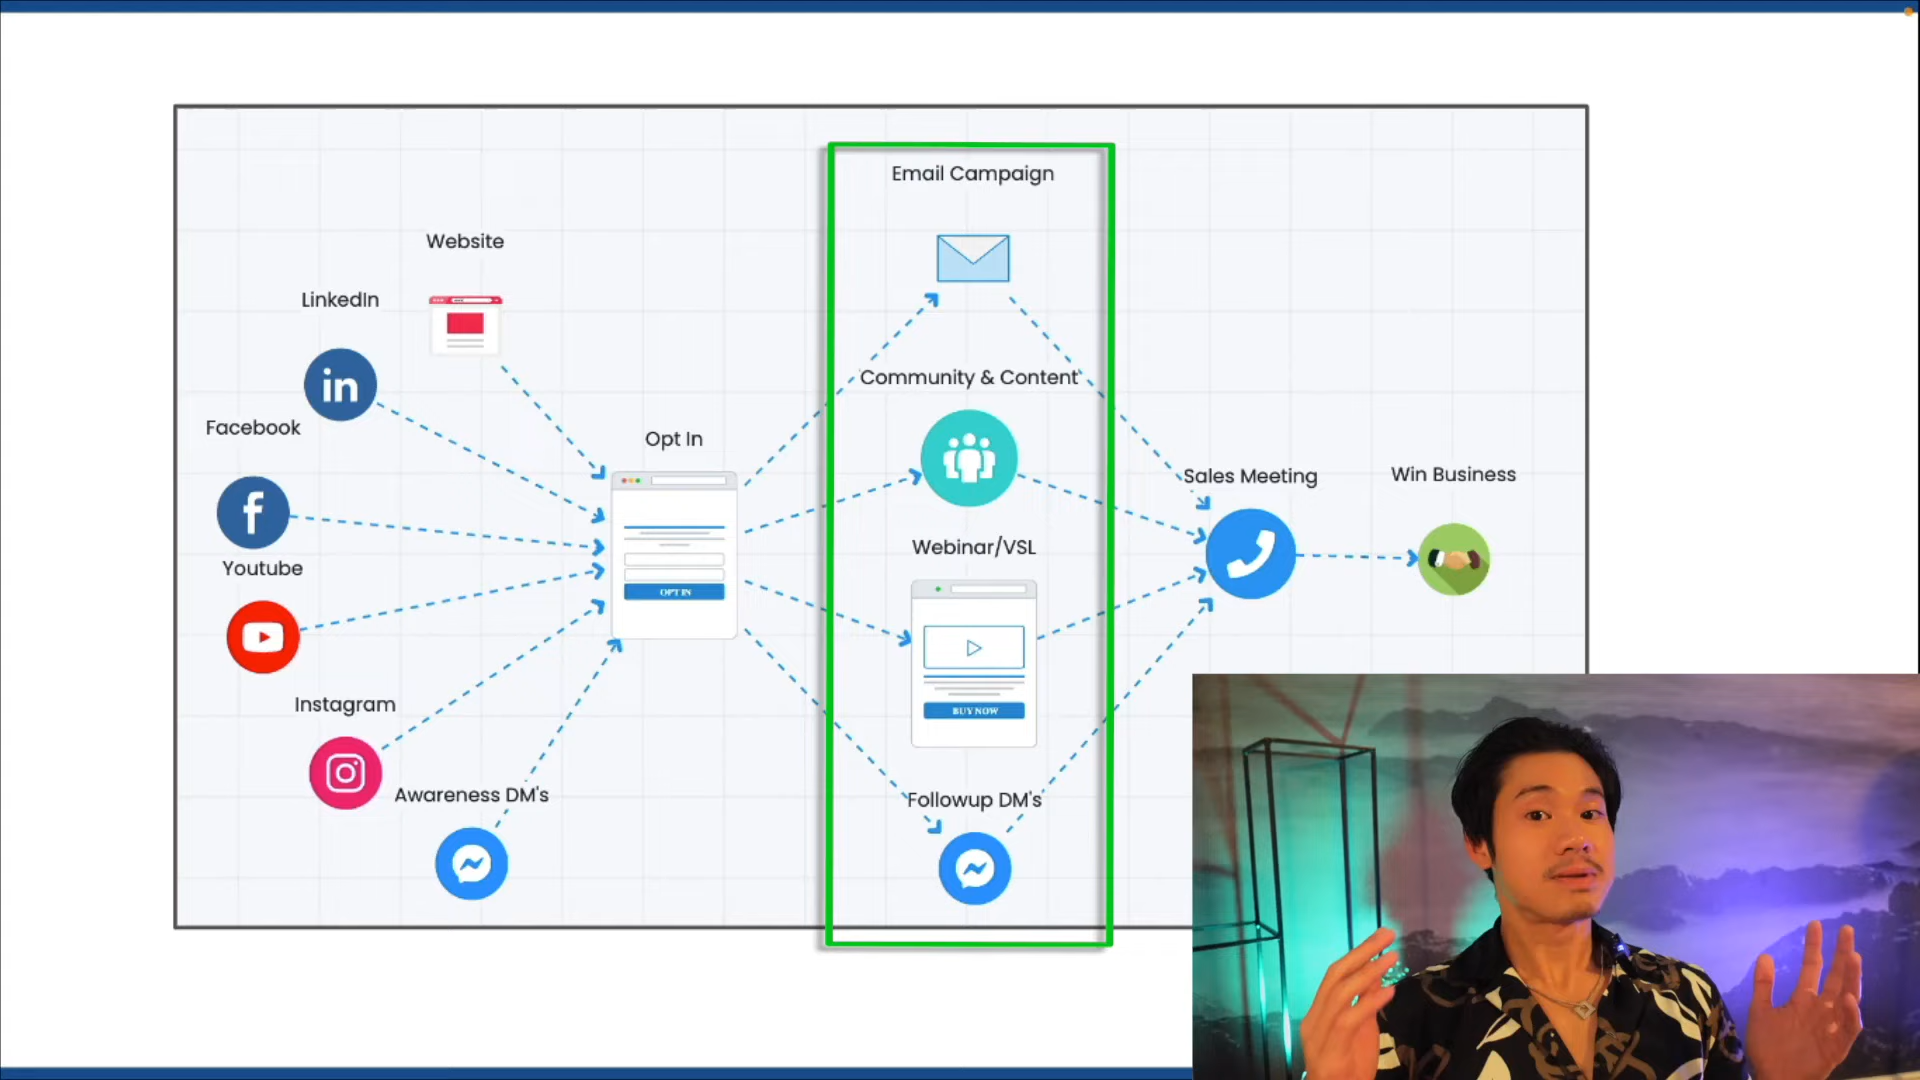 Email Campaign
Website
LinkedIn
in
Community & Content
Facebook
f
Opt In
Sales Meeting
Win Business
Webinar/VSL
Youtube
OPT IN
Instagram
BUY NOW
Awareness DM's
Followup DM's